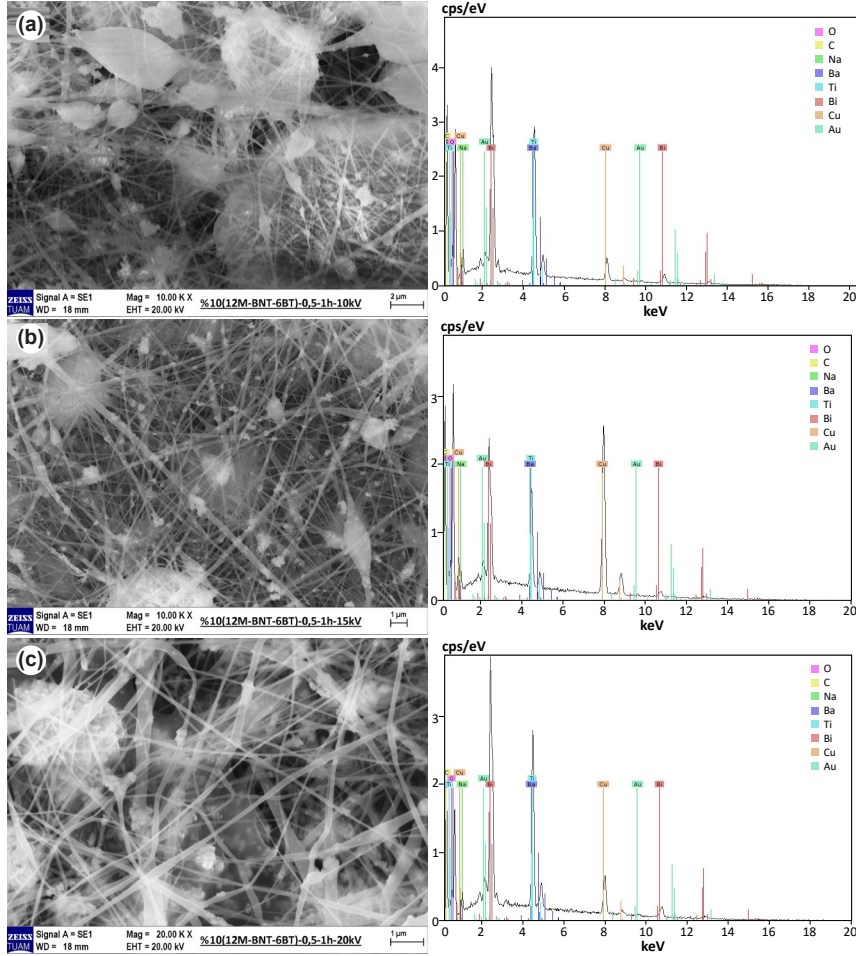 (a)
ZEISS
TUAM
Signal A = SE1 Mag = 10.00 K X
WD = 18 mm EHT = 20.00 kV
%10(12M-BNT-6BT)-0,5-1h-10kV
2 µm
cps/eV
O
C
Na
Ba
Ti
Bi
Cu
Au
4
3
2
1
0
C Cu Au Ti Cu Au Bi
O Na Bi Ba
Ti
0 2 4 6 8 10 12 14 16 18 20
keV
(b)
ZEISS
TUAM
Signal A = SE1 Mag = 10.00 K X
WD = 18 mm EHT = 20.00 kV
%10(12M-BNT-6BT)-0,5-1h-15kV
1 µm
cps/eV
O
C
Na
Ba
Ti
Bi
Cu
Au
3
2
1
0
Cu Au Ti Cu Au Bi
O Na Bi Ba
Ti
0 2 4 6 8 10 12 14 16 18 20
keV
(c)
ZEISS
TUAM
Signal A = SE1 Mag = 20.00 K X
WD = 18 mm EHT = 20.00 kV
%10(12M-BNT-6BT)-0,5-1h-20kV
1 µm
cps/eV
O
C
Na
Ba
Ti
Bi
Cu
Au
3
2
1
0
C Cu Au Ti Cu Au Bi
O Na Bi Ba
Ti
0 2 4 6 8 10 12 14 16 18 20
keV